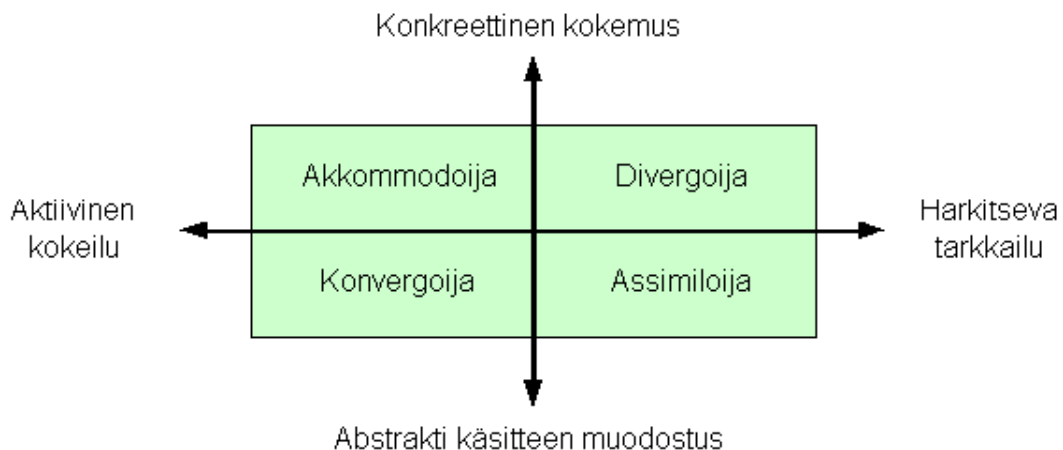 Konkreettinen kokemus
Akkommodoija
Divergoija
Aktiivinen
kokeilu
Harkitseva
tarkkailu
Konvergoija
Assimiloija
Abstrakti käsitteen muodostus